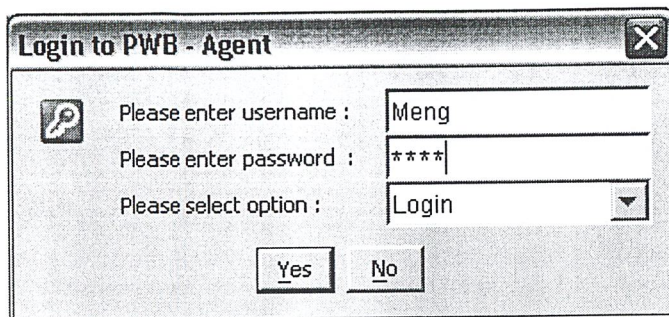 Login to PWB - Agent
Please enter username : Meng
Please enter password : ****
Please select option : Login
Yes No